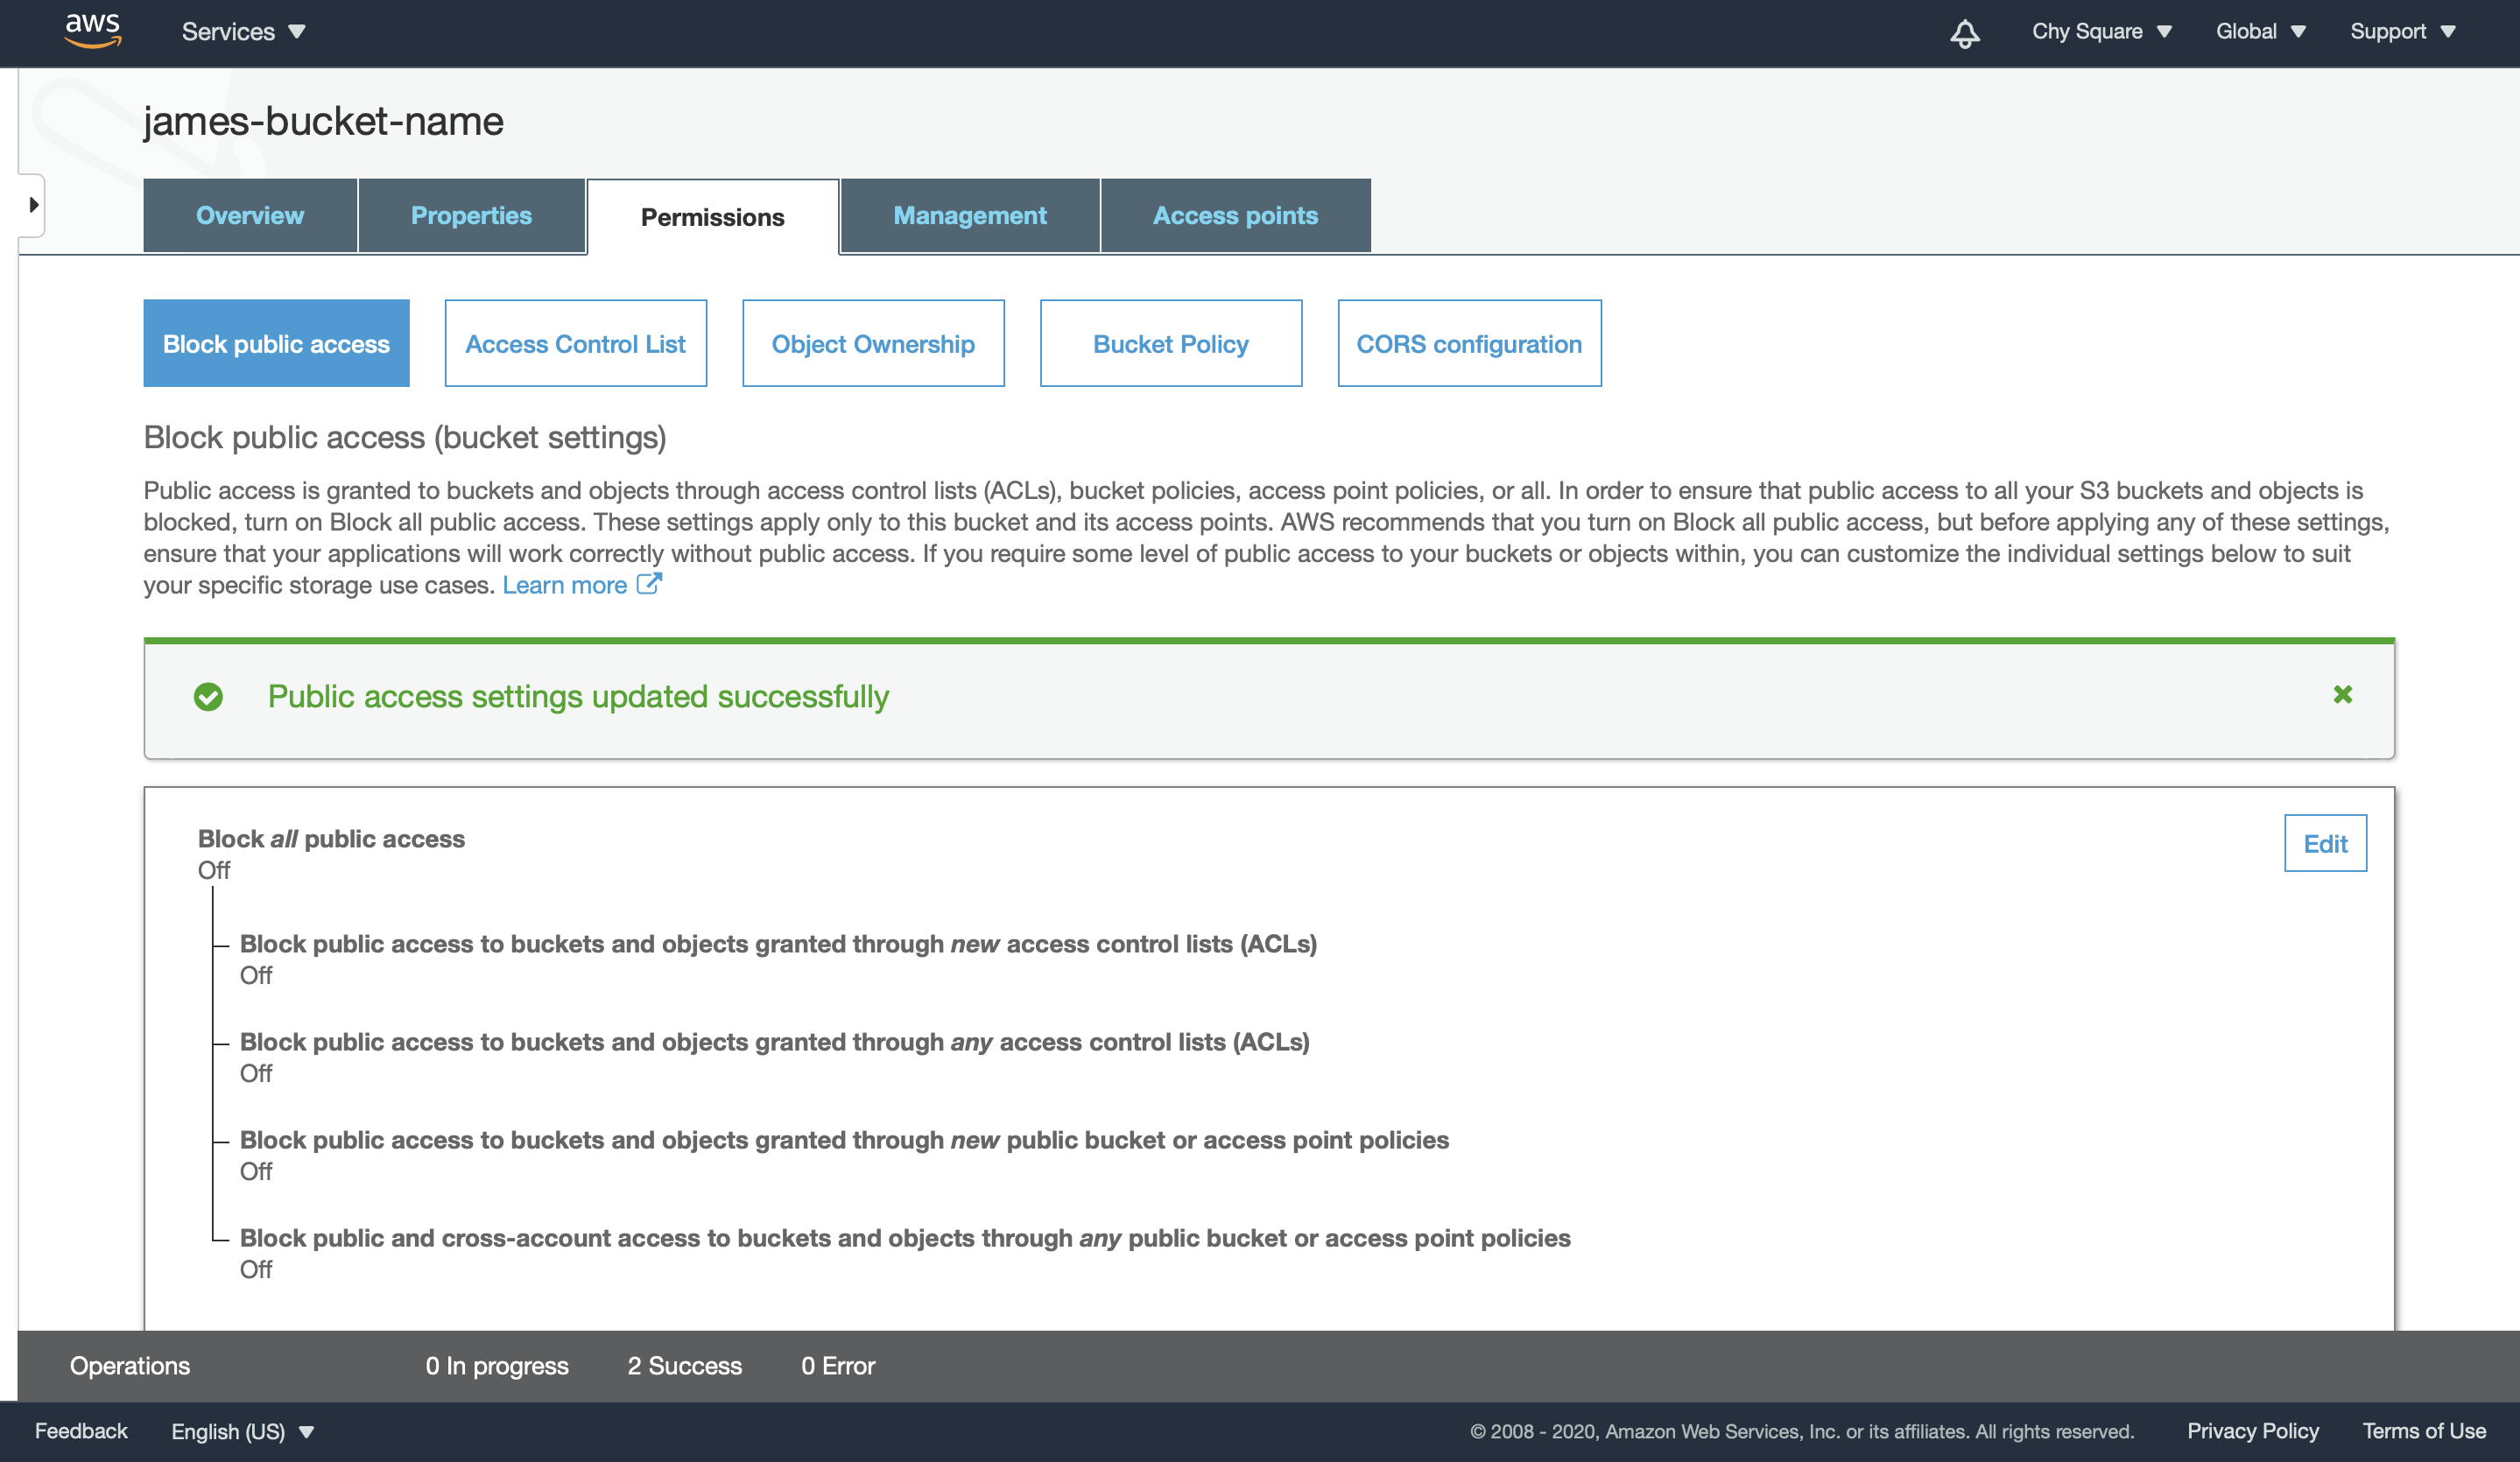 aws
Services
Chy Square
Global
Support
james-bucket-name
Overview
Properties
Permissions
Management
Access points
Block public access
Access Control List
Object Ownership
Bucket Policy
CORS configuration
Block public access (bucket settings)
Public access is granted to buckets and objects through access control lists (ACLs), bucket policies, access point policies, or all. In order to ensure that public access to all your S3 buckets and objects is
blocked, turn on Block all public access. These settings apply only to this bucket and its access points. AWS recommends that you turn on Block all public access, but before applying any of these settings,
ensure that your applications will work correctly without public access. If you require some level of public access to your buckets or objects within, you can customize the individual settings below to suit
your specific storage use cases. Learn more
Public access settings updated successfully
Block all public access
Off
Edit
Block public access to buckets and objects granted through new access control lists (ACLs)
Off
Block public access to buckets and objects granted through any access control lists (ACLs)
Off
Block public access to buckets and objects granted through new public bucket or access point policies
Off
Block public and cross-account access to buckets and objects through any public bucket or access point policies
Off
Operations
0 In progress
2 Success
0 Error
Feedback
English (US)
© 2008 - 2020, Amazon Web Services, Inc. or its affiliates. All rights reserved.
Privacy Policy
Terms of Use